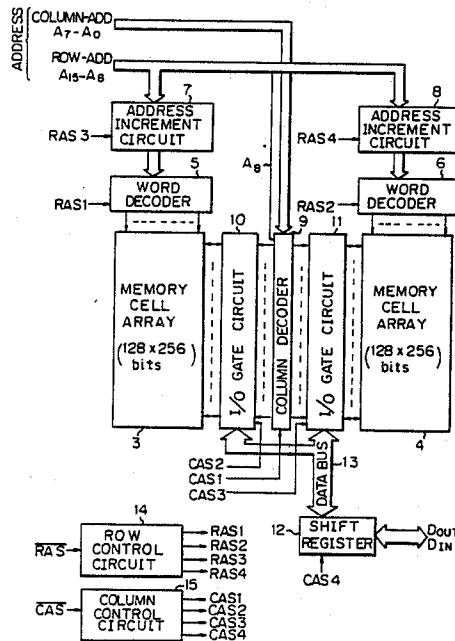 ADDRESS
COLUMN-ADD
A7-A0
ROW-ADD
A15-A8
7
ADDRESS
INCREMENT
CIRCUIT
RAS 3
8
ADDRESS
INCREMENT
CIRCUIT
RAS4
5
WORD
DECODER
RAS1
A8
6
WORD
DECODER
RAS2
10
9
11
MEMORY
CELL
ARRAY
(128 x 256)
bits
3
I/O GATE CIRCUIT
COLUMN DECODER
I/O GATE CIRCUIT
MEMORY
CELL
ARRAY
(128 x 256)
bits
4
CAS2
CAS1
CAS3
DATA BUS
13
12
SHIFT
REGISTER
DOUT
DIN
CAS4
14
RAS
ROW
CONTROL
CIRCUIT
RAS1
RAS2
RAS3
RAS4
15
CAS
COLUMN
CONTROL
CIRCUIT
CAS1
CAS2
CAS3
CAS4